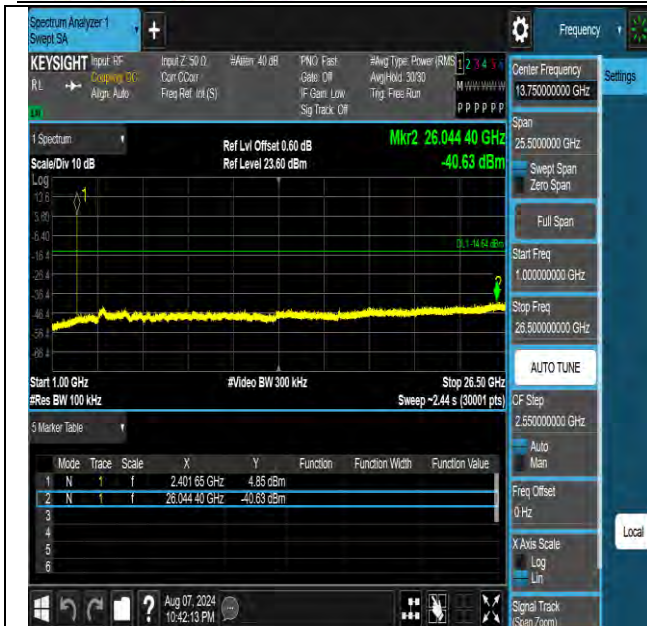 Spectrum Analyzer 1
Swept SA
+
Frequency
KEYSIGHT
RL
Input: RF
Coupling: DC
Align: Auto
Input Z: 50 Ω
Corr CCorr
Freq Ref: Int (S)
#Atten: 40 dB
PNO: Fast
Gate: Off
IF Gain: Low
Sig Track: Off
#Avg Type: Power (RMS
Avg|Hold: 30/30
Trig: Free Run
1 2 3 4 5 6
M W W W W W
P P P P P P
1 Spectrum
Scale/Div 10 dB
Log
Ref Lvl Offset 0.60 dB
Ref Level 23.60 dBm
Mkr2 26.044 40 GHz
-40.63 dBm
13.6
3.60
-6.40
-16.4
-26.4
-36.4
-46.4
-56.4
-66.4
1
DL1 -14.64 dBm
2
Start 1.00 GHz
#Res BW 100 kHz
#Video BW 300 kHz
Stop 26.50 GHz
Sweep ~2.44 s (30001 pts)
5 Marker Table
Mode Trace Scale X Y Function Function Width Function Value
1 N 1 f 2.401 65 GHz 4.85 dBm
2 N 1 f 26.044 40 GHz -40.63 dBm
3
4
5
6
Aug 07, 2024
10:42:13 PM
?
Center Frequency
13.750000000 GHz
Span
25.5000000 GHz
Swept Span
Zero Span
Full Span
Start Freq
1.000000000 GHz
Stop Freq
26.500000000 GHz
AUTO TUNE
CF Step
2.550000000 GHz
Auto
Man
Freq Offset
0 Hz
X Axis Scale
Log
Lin
Signal Track
(Span Zoom)
Settings
Local